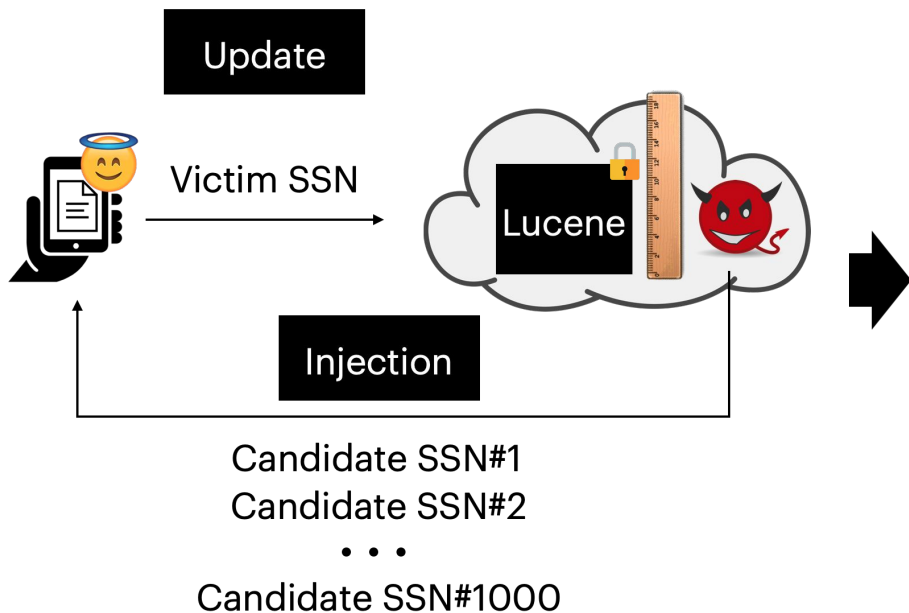 Update
Victim SSN
Lucene
Injection
Candidate SSN#1
Candidate SSN#2
• • •
Candidate SSN#1000